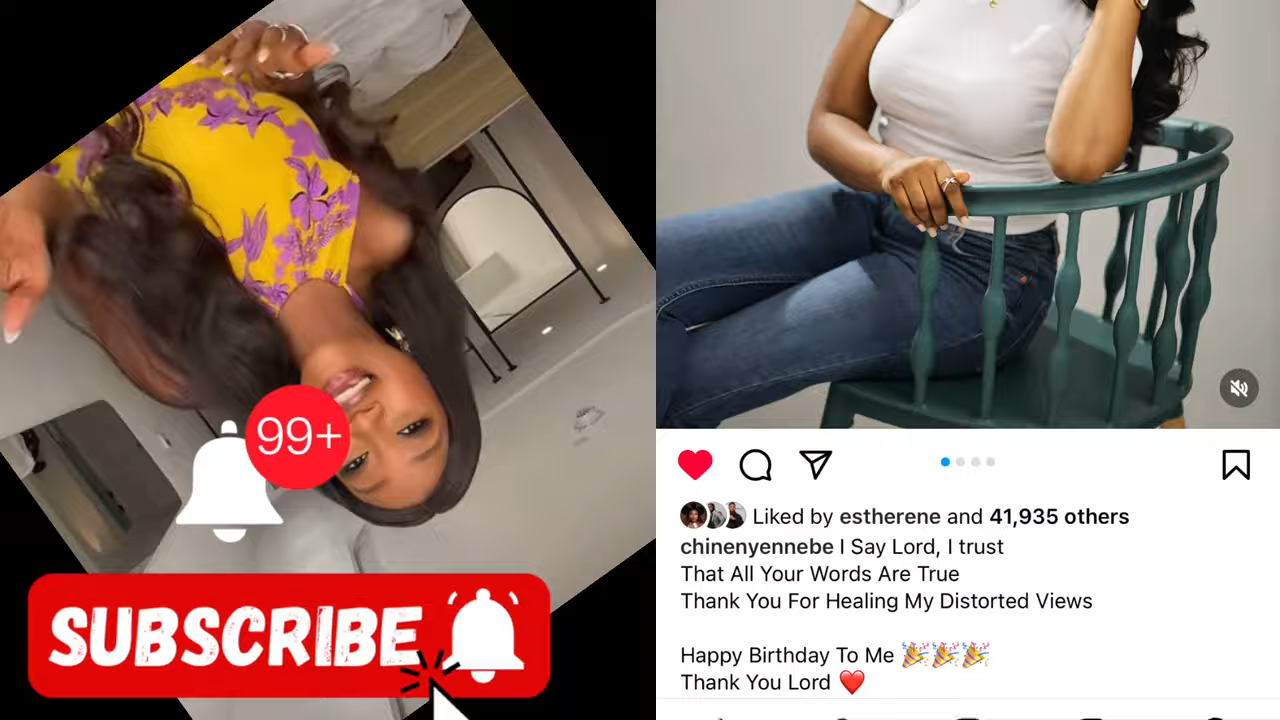 99+
SUBSCRIBE
Liked by estherene and 41,935 others
chinenyennebe I Say Lord, I trust
That All Your Words Are True
Thank You For Healing My Distorted Views
Happy Birthday To Me 🎉🎉🎉
Thank You Lord ❤️